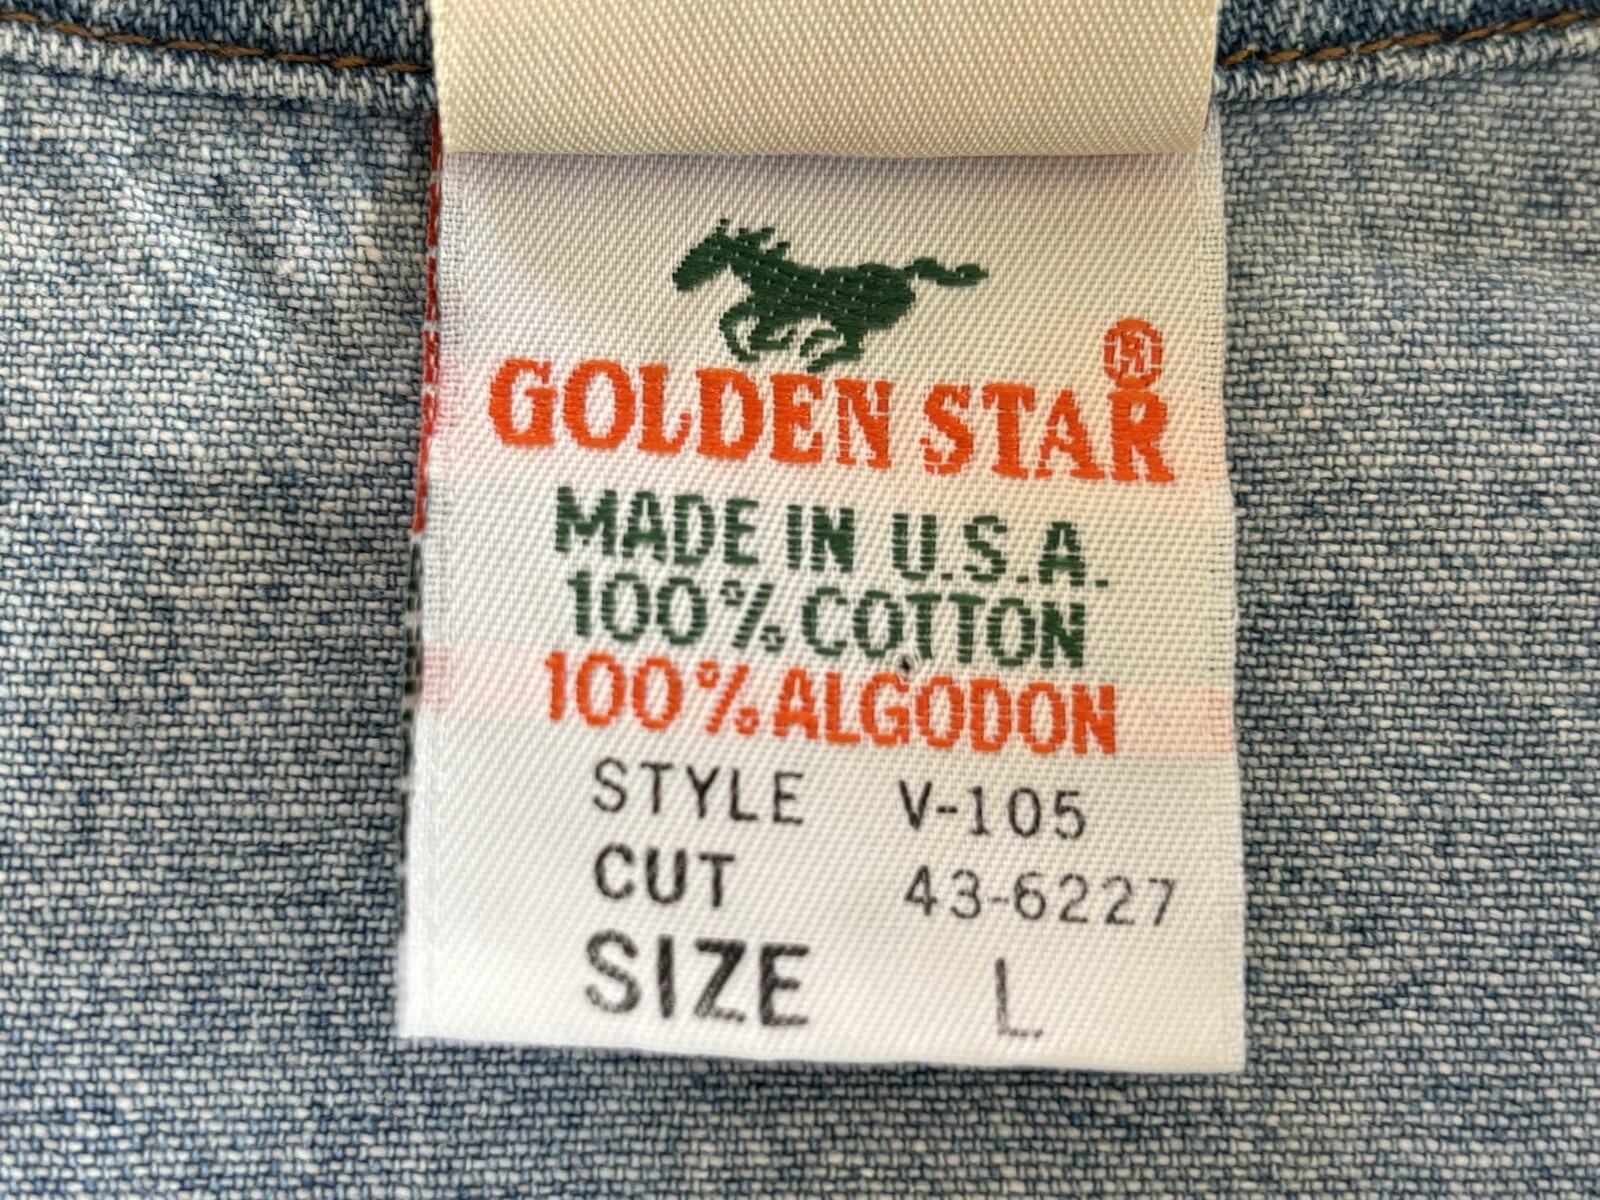 GOLDEN STAR®
MADE IN U.S.A.
100% COTTON
100% ALGODON
STYLE V-105
CUT 43-6227
SIZE L